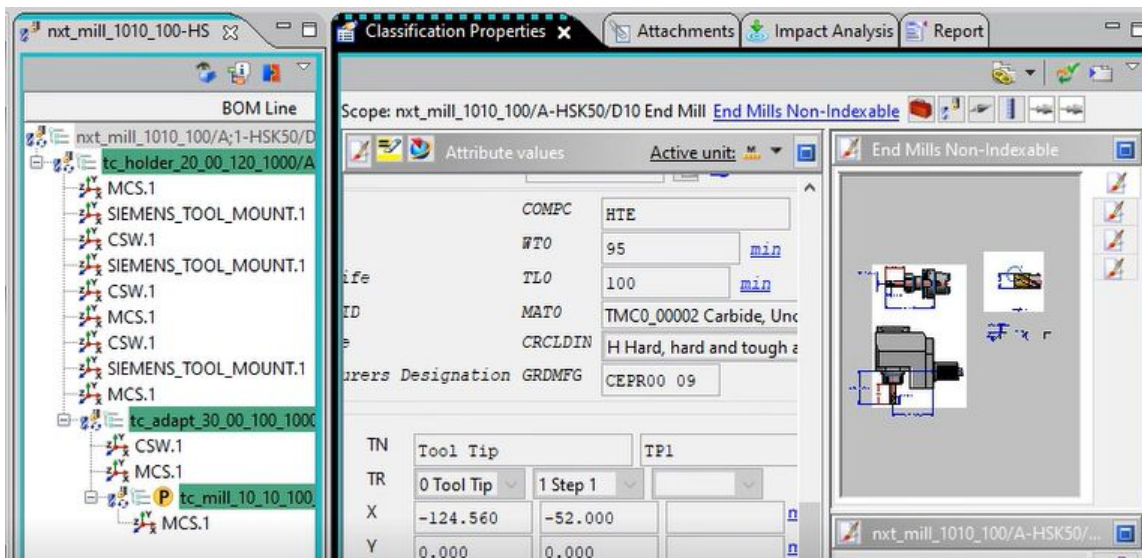 nxt_mill_1010_100-HS
BOM Line
nxt_mill_1010_100/A;1-HSK50/D
tc_holder_20_00_120_1000/A
MCS.1
SIEMENS_TOOL_MOUNT.1
CSW.1
SIEMENS_TOOL_MOUNT.1
CSW.1
MCS.1
CSW.1
SIEMENS_TOOL_MOUNT.1
MCS.1
tc_adapt_30_00_100_1000
CSW.1
MCS.1
P tc_mill_10_10_100_
MCS.1
Classification Properties Attachments Impact Analysis Report
Scope: nxt_mill_1010_100/A-HSK50/D10 End Mill End Mills Non-Indexable
Attribute values Active unit:
COMPC HTE
WTO 95 min
ife TLO 100 min
ID MATO TMC0_00002 Carbide, Unc
e CRCLDIN H Hard, hard and tough a
urers Designation GRDMFG CEPR00 09
TN Tool Tip TP1
TR 0 Tool Tip 1 Step 1
X -124.560 -52.000 n
Y 0.000 0.000 n
End Mills Non-Indexable
nxt_mill_1010_100/A-HSK50/...